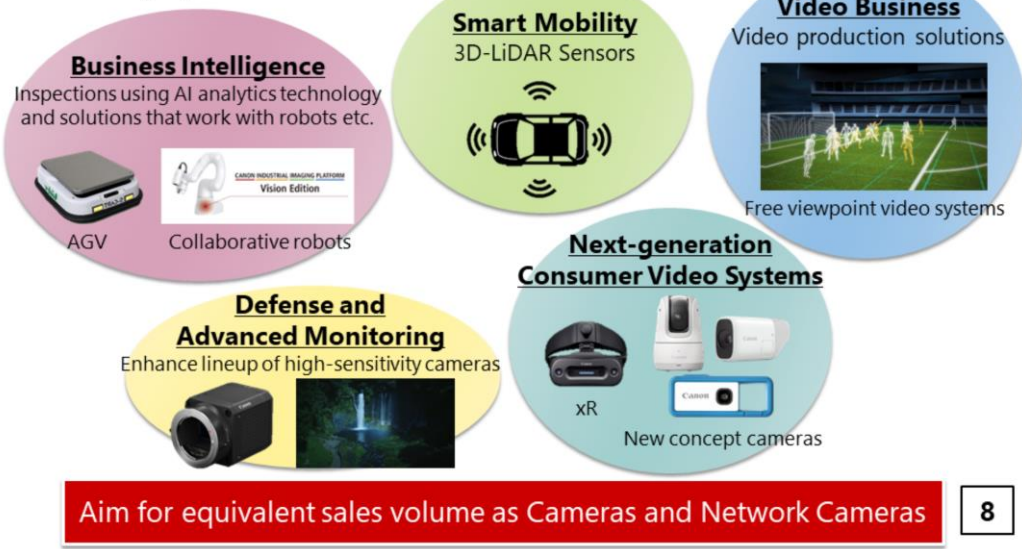 Business Intelligence
Inspections using AI analytics technology
and solutions that work with robots etc.
CANON INDUSTRIAL IMAGING PLATFORM
Vision Edition
AGV
Collaborative robots
Smart Mobility
3D-LiDAR Sensors
Video Business
Video production solutions
Free viewpoint video systems
Defense and
Advanced Monitoring
Enhance lineup of high-sensitivity cameras
Next-generation
Consumer Video Systems
xR
Canon
New concept cameras
Aim for equivalent sales volume as Cameras and Network Cameras
8